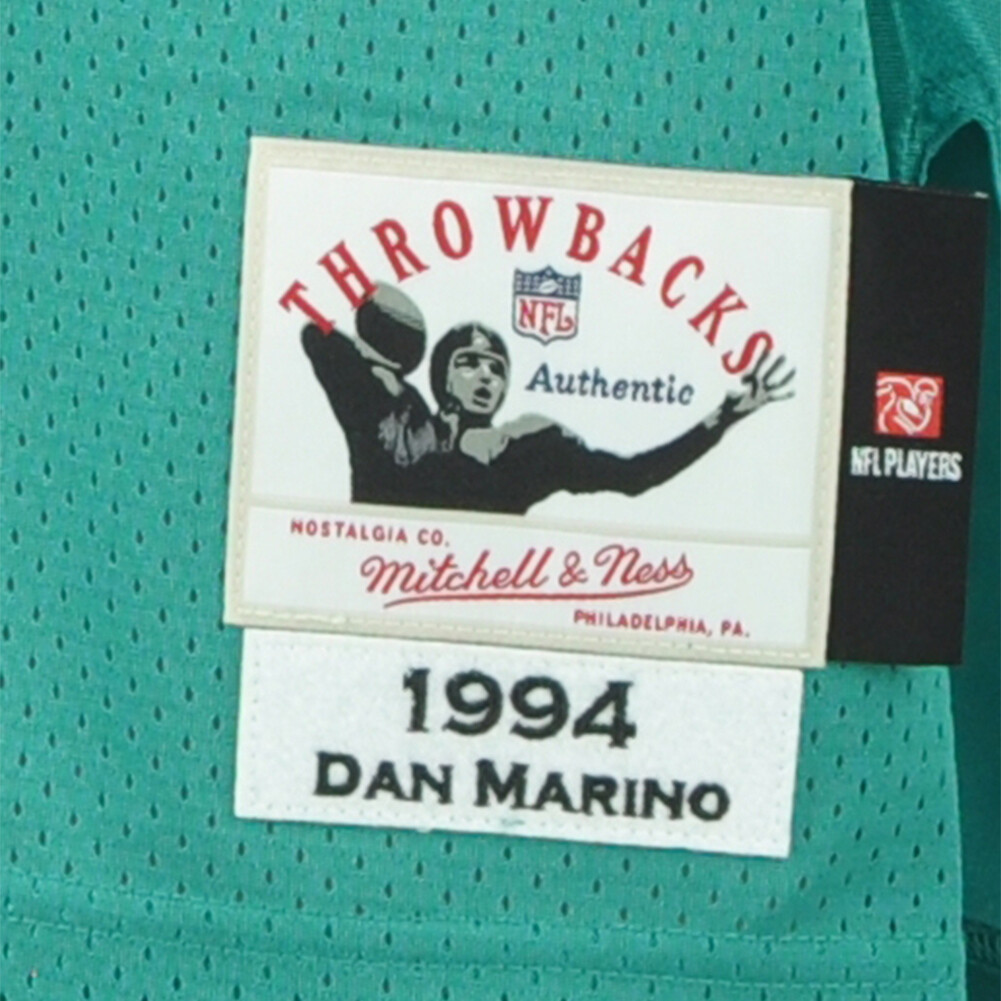 THROWBACKS
NFL
Authentic
NFL PLAYERS
NOSTALGIA CO.
Mitchell & Ness
PHILADELPHIA, PA.
1994
DAN MARINO